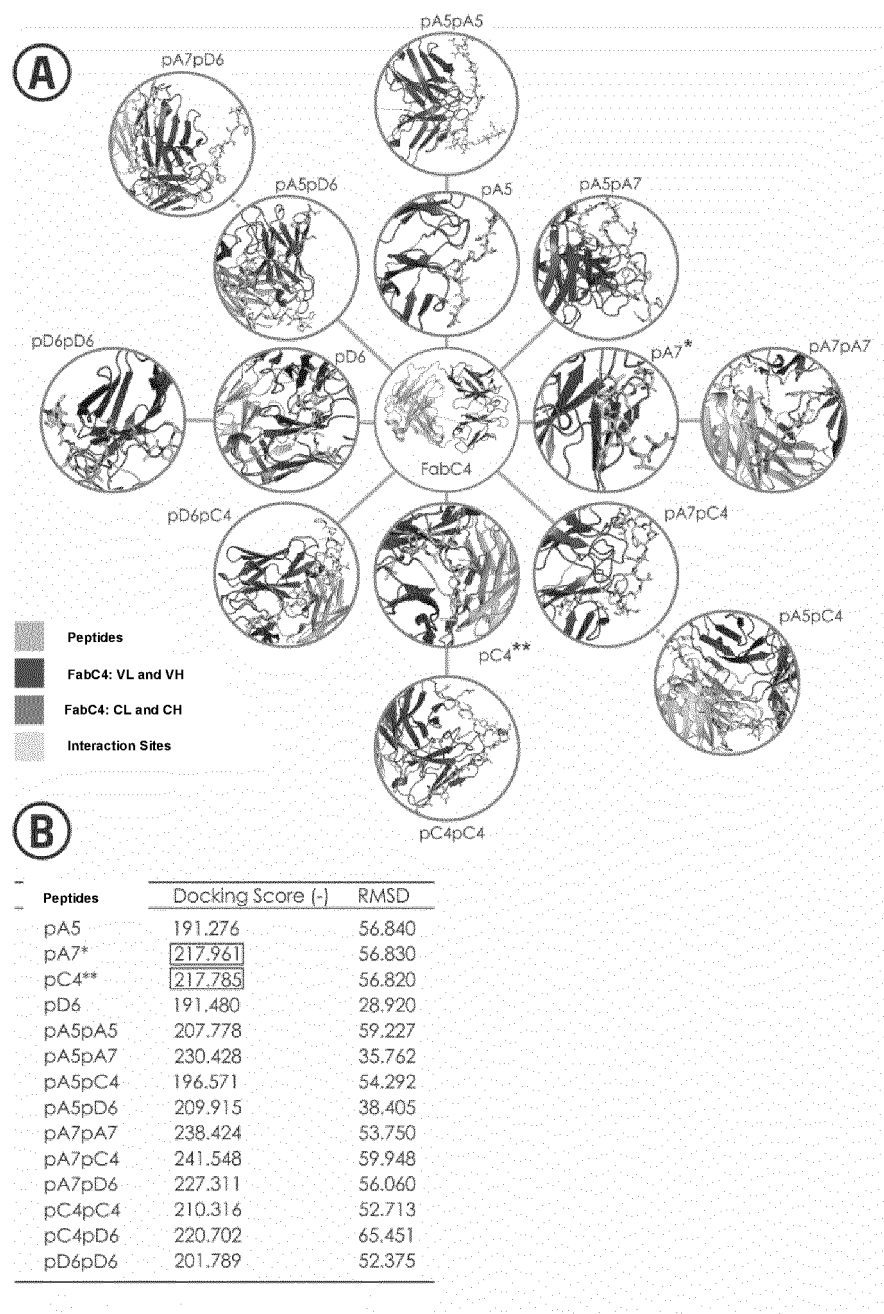 A
pA5pA5
pA7pD6
pA5pD6
pA5
pA5pA7
pD6pD6
pD6
pA7*
pA7pA7
FabC4
pD6pC4
pA7pC4
pC4**
pA5pC4
pC4pC4
Peptides
FabC4: VL and VH
FabC4: CL and CH
Interaction Sites
B
Peptides Docking Score (-) RMSD
pA5 191.276 56.840
pA7* 217.961 56.830
pC4** 217.785 56.820
pD6 191.480 28.920
pA5pA5 207.778 59.227
pA5pA7 230.428 35.762
pA5pC4 196.571 54.292
pA5pD6 209.915 38.405
pA7pA7 238.424 53.750
pA7pC4 241.548 59.948
pA7pD6 227.311 56.060
pC4pC4 210.316 52.713
pC4pD6 220.702 65.451
pD6pD6 201.789 52.375